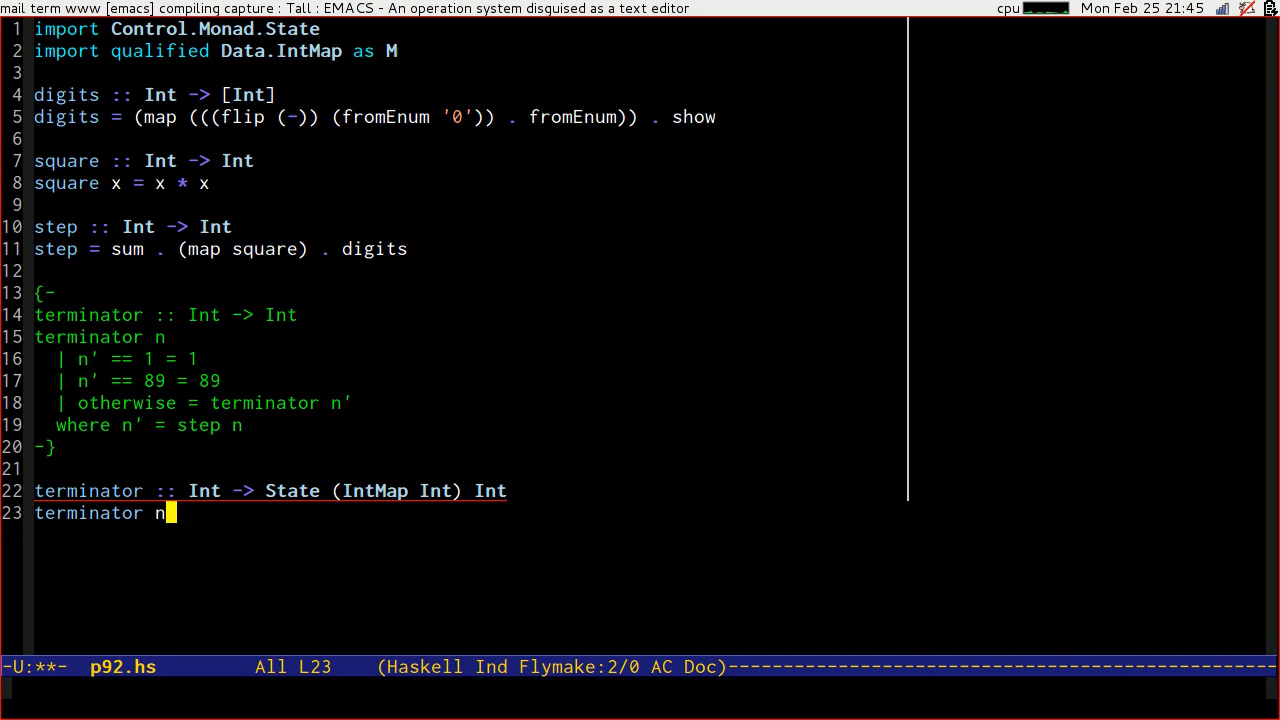 mail term www [emacs] compiling capture : Tall : EMACS - An operation system disguised as a text editor cpu Mon Feb 25 21:45
1 import Control.Monad.State
2 import qualified Data.IntMap as M
3
4 digits :: Int -> [Int]
5 digits = (map (((flip (-)) (fromEnum '0')) . fromEnum)) . show
6
7 square :: Int -> Int
8 square x = x * x
9
10 step :: Int -> Int
11 step = sum . (map square) . digits
12
13 {-
14 terminator :: Int -> Int
15 terminator n
16   | n' == 1 = 1
17   | n' == 89 = 89
18   | otherwise = terminator n'
19   where n' = step n
20 -}
21
22 terminator :: Int -> State (IntMap Int) Int
23 terminator n
-U:**-  p92.hs         All L23    (Haskell Ind Flymake:2/0 AC Doc)--------------------------------------------------